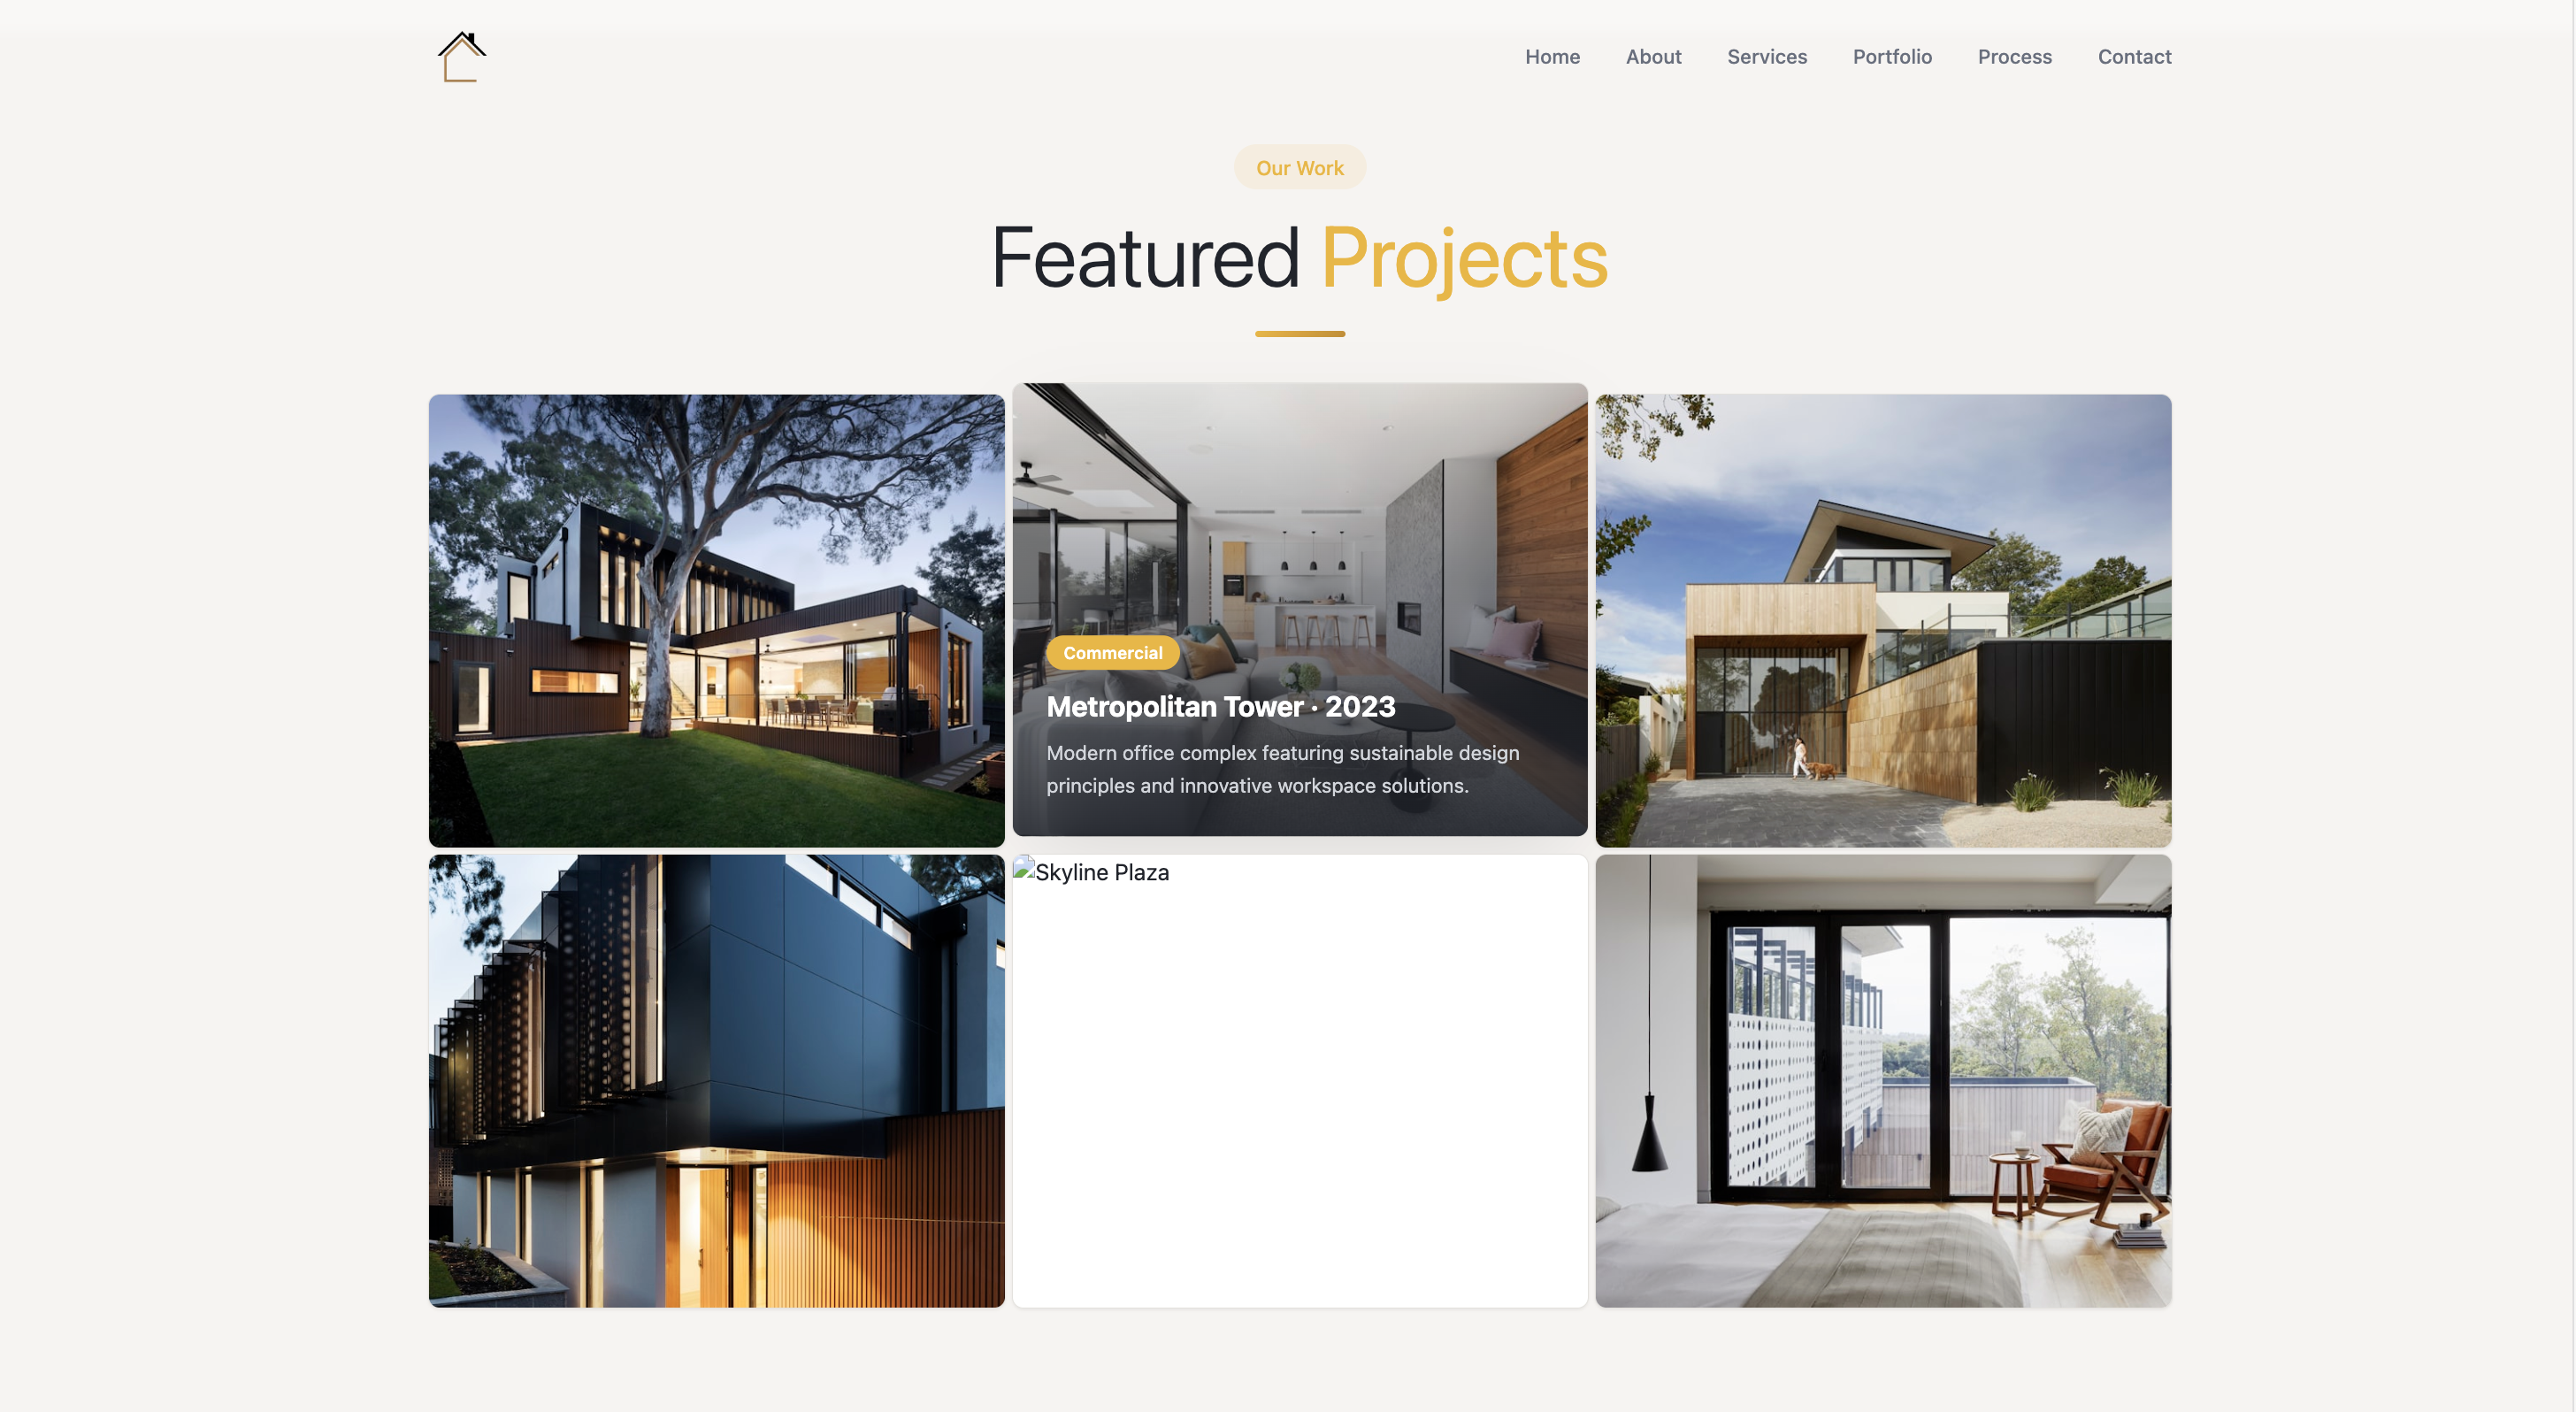 Home
About
Services
Portfolio
Process
Contact
Our Work
Featured Projects
Commercial
Metropolitan Tower · 2023
Modern office complex featuring sustainable design
principles and innovative workspace solutions.
Skyline Plaza